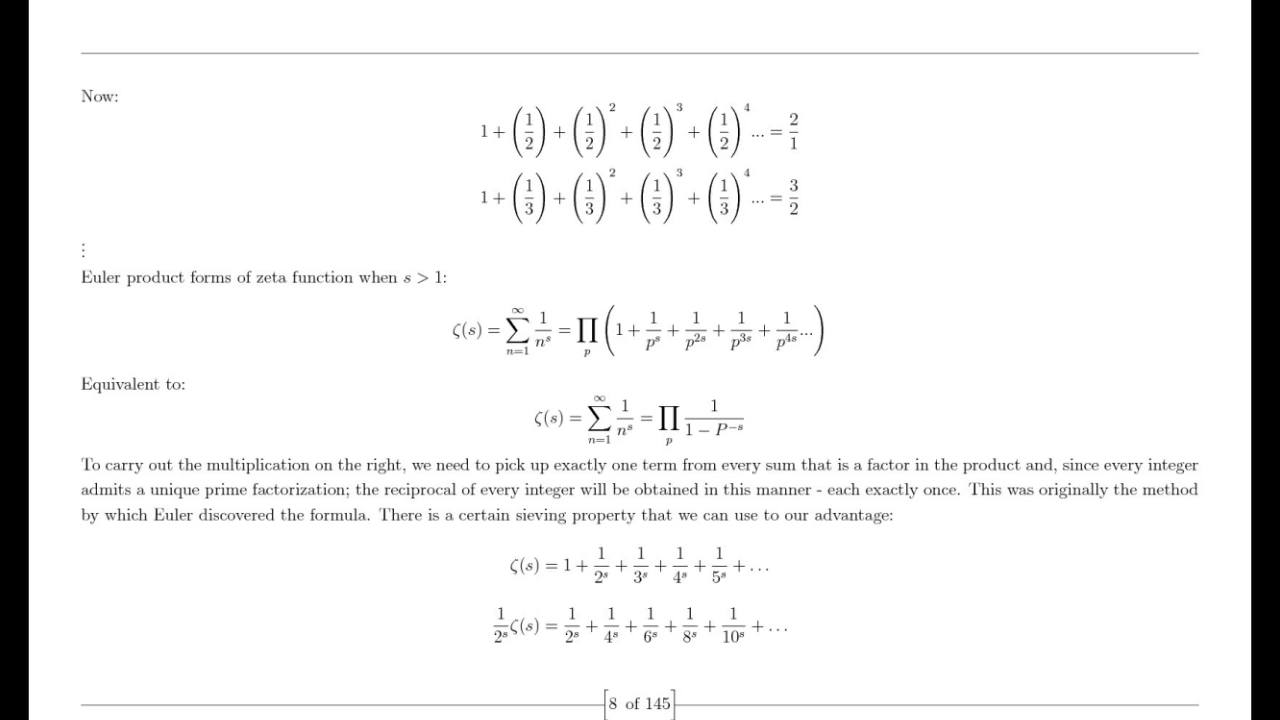 Now:
1 + (1/2) + (1/2)^2 + (1/2)^3 + (1/2)^4 ... = 2/1
1 + (1/3) + (1/3)^2 + (1/3)^3 + (1/3)^4 ... = 3/2
⋮
Euler product forms of zeta function when s > 1:
ζ(s) = ∑_{n=1}^{∞} 1/n^s = ∏_p (1 + 1/p^s + 1/p^{2s} + 1/p^{3s} + 1/p^{4s} ...)
Equivalent to:
ζ(s) = ∑_{n=1}^{∞} 1/n^s = ∏_p 1/(1 − P^{−s})
To carry out the multiplication on the right, we need to pick up exactly one term from every sum that is a factor in the product and, since every integer
admits a unique prime factorization; the reciprocal of every integer will be obtained in this manner - each exactly once. This was originally the method
by which Euler discovered the formula. There is a certain sieving property that we can use to our advantage:
ζ(s) = 1 + 1/2^s + 1/3^s + 1/4^s + 1/5^s + ...
1/2^s ζ(s) = 1/2^s + 1/4^s + 1/6^s + 1/8^s + 1/10^s + ...
[8 of 145]